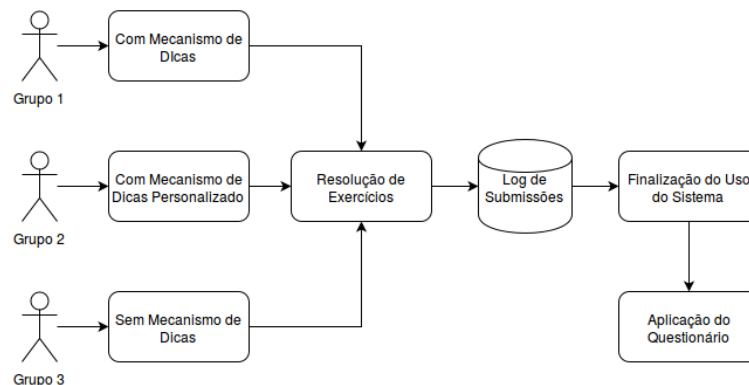 Com Mecanismo de
DIcas
Grupo 1
Com Mecanismo de
Dicas Personalizado
Grupo 2
Sem Mecanismo de
Dicas
Grupo 3
Resolução de
Exercícios
Log de
Submissões
Finalização do Uso
do Sistema
Aplicação do
Questionário